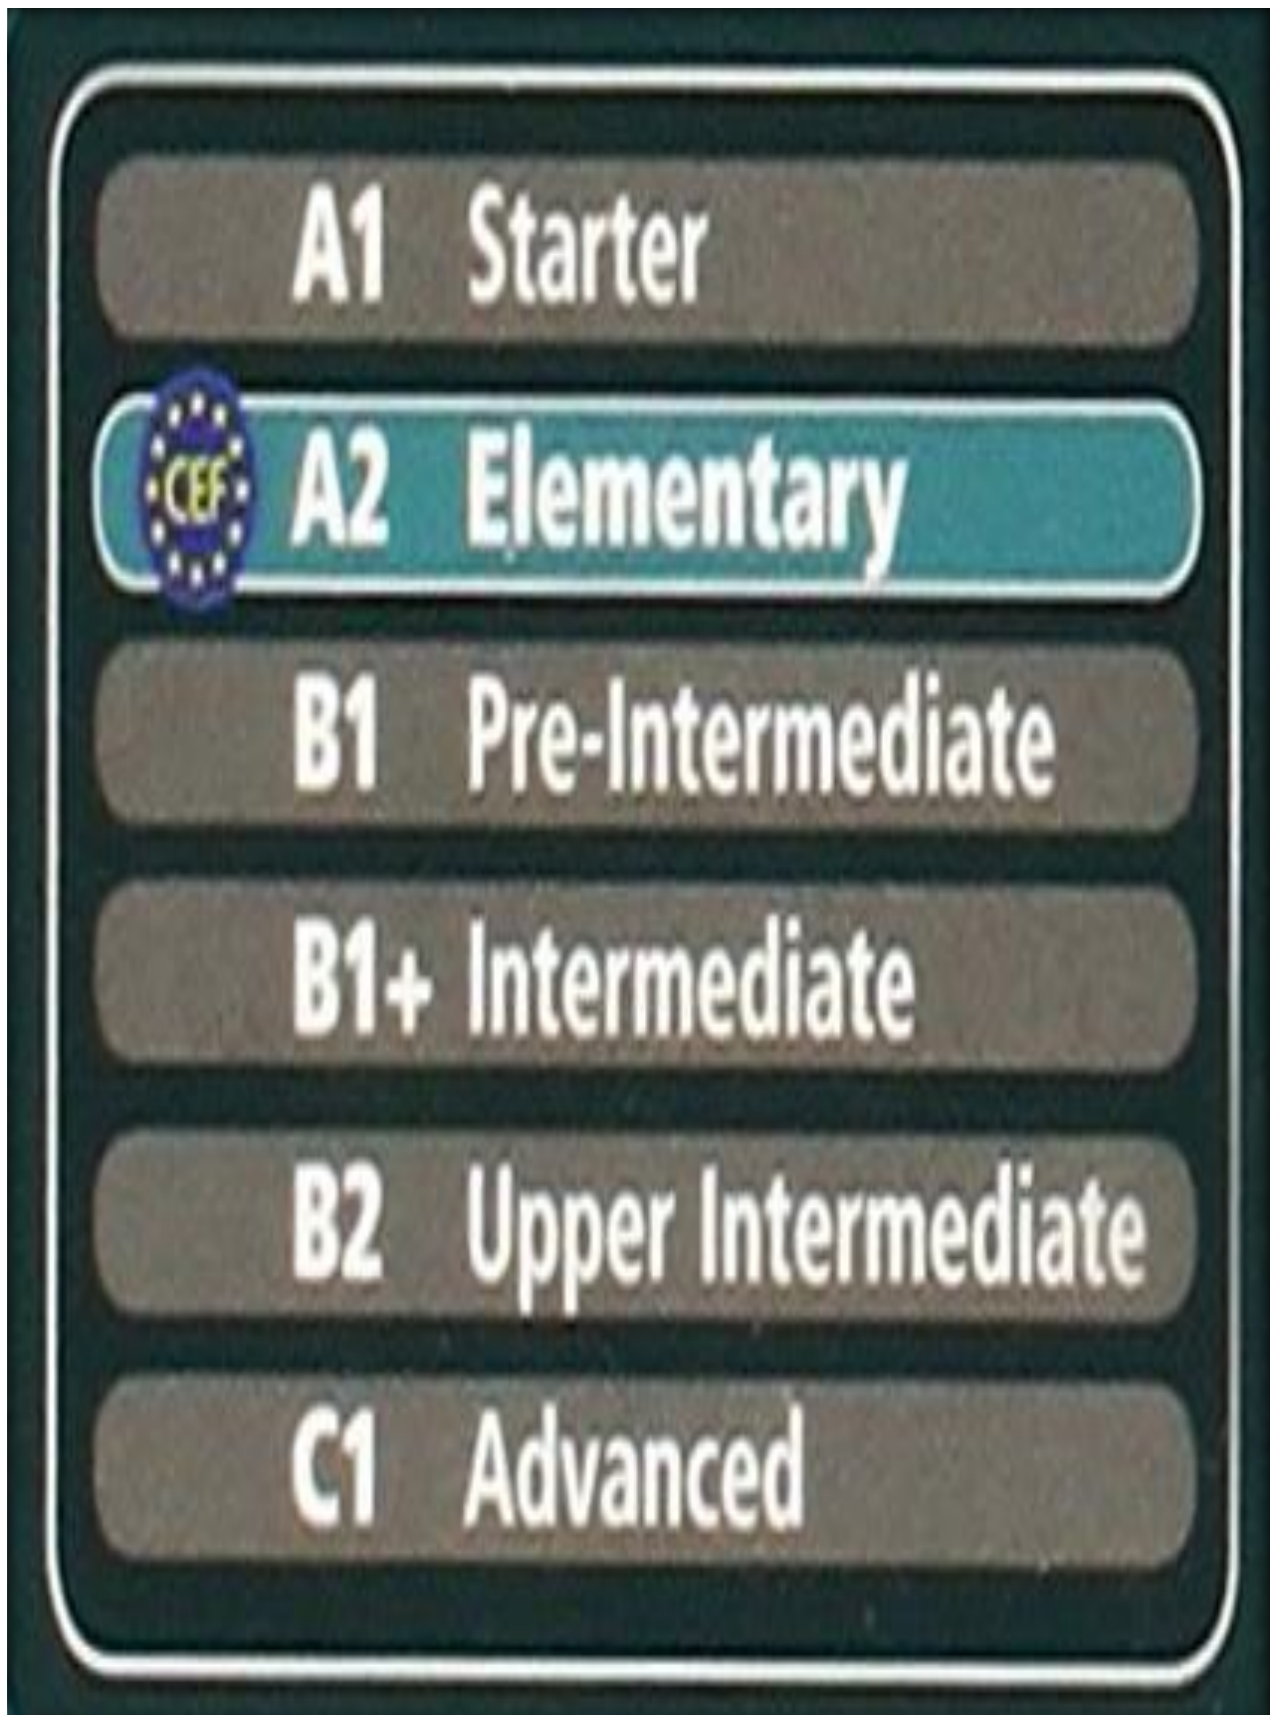 A1 Starter
CEF A2 Elementary
B1 Pre-Intermediate
B1+ Intermediate
B2 Upper Intermediate
C1 Advanced